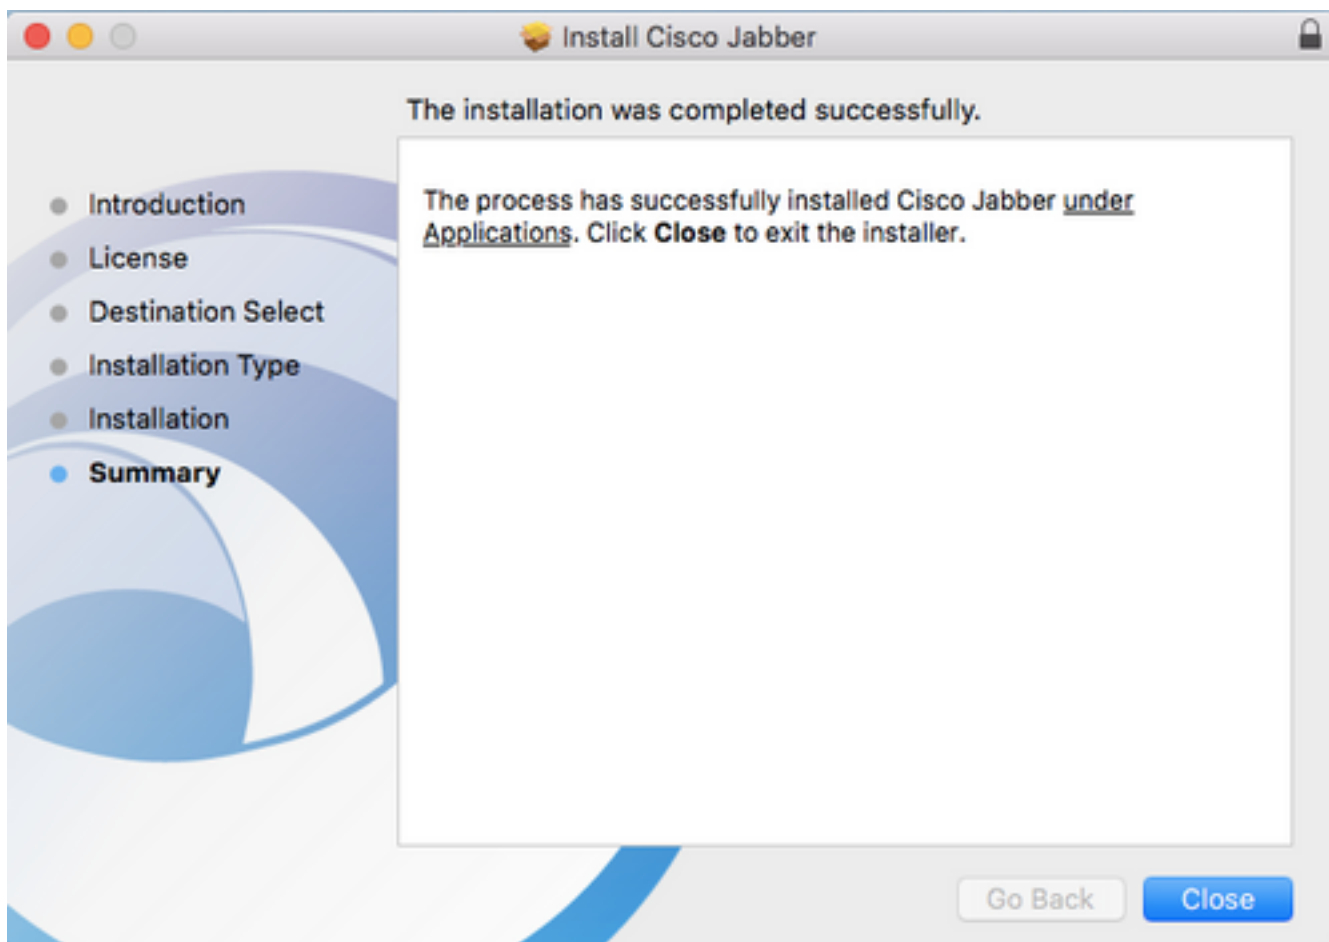 Install Cisco Jabber
The installation was completed successfully.
Introduction
License
Destination Select
Installation Type
Installation
Summary
The process has successfully installed Cisco Jabber under
Applications. Click Close to exit the installer.
Go Back
Close